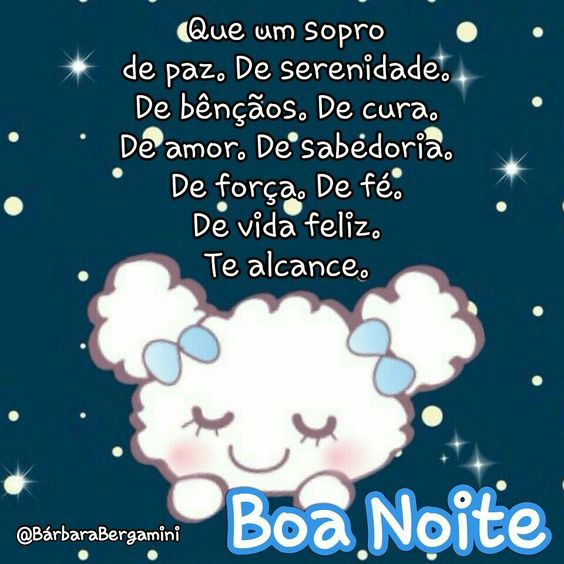 Que um sopro
de paz. De serenidade.
De bênçãos. De cura.
De amor. De sabedoria.
De força. De fé.
De vida feliz.
Te alcance.
@BárbaraBergamini
Boa Noite